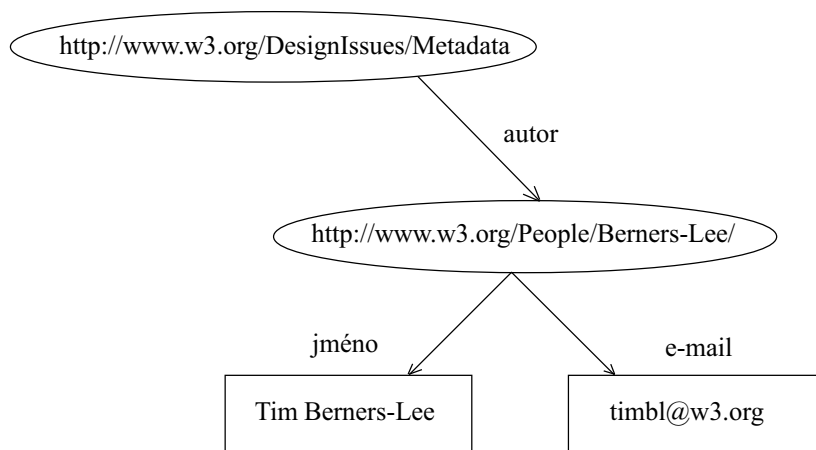 http://www.w3.org/DesignIssues/Metadata
autor
http://www.w3.org/People/Berners-Lee/
jméno
e-mail
Tim Berners-Lee
timbl@w3.org